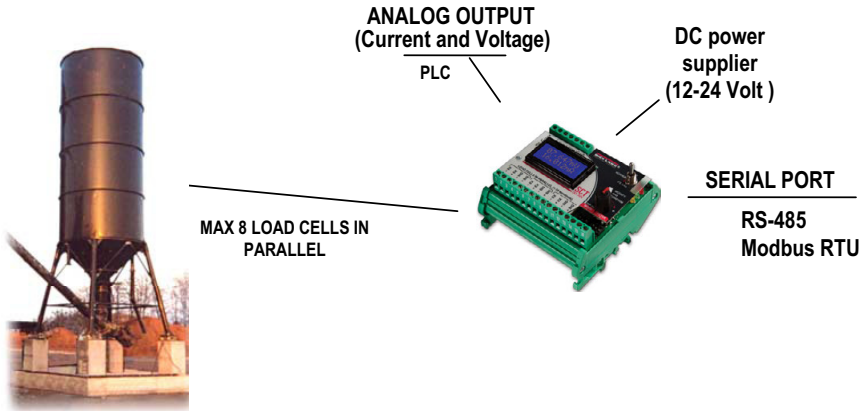 ANALOG OUTPUT
(Current and Voltage)
PLC
DC power
supplier
(12-24 Volt )
MAX 8 LOAD CELLS IN
PARALLEL
SERIAL PORT
RS-485
Modbus RTU